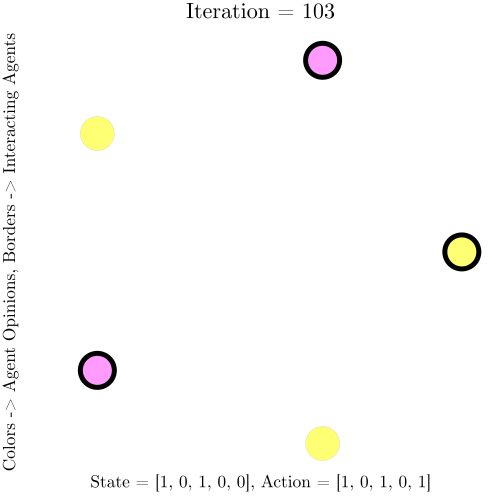 Iteration = 103
Colors -> Agent Opinions, Borders -> Interacting Agents
State = [1, 0, 1, 0, 0], Action = [1, 0, 1, 0, 1]